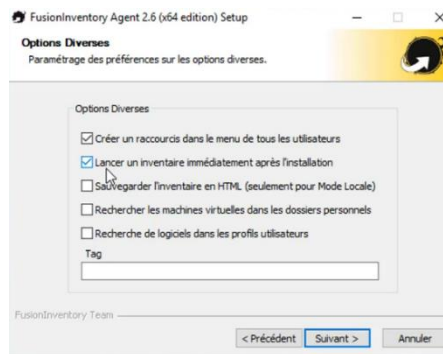 FusionInventory Agent 2.6 (x64 edition) Setup
Options Diverses
Paramétrage des préférences sur les options diverses.
Options Diverses
Créer un raccourcis dans le menu de tous les utilisateurs
Lancer un inventaire immédiatement après l'installation
Sauvegarder l'inventaire en HTML (seulement pour Mode Locale)
Rechercher les machines virtuelles dans les dossiers personnels
Recherche de logiciels dans les profils utilisateurs
Tag
FusionInventory Team
< Précédent
Suivant >
Annuler